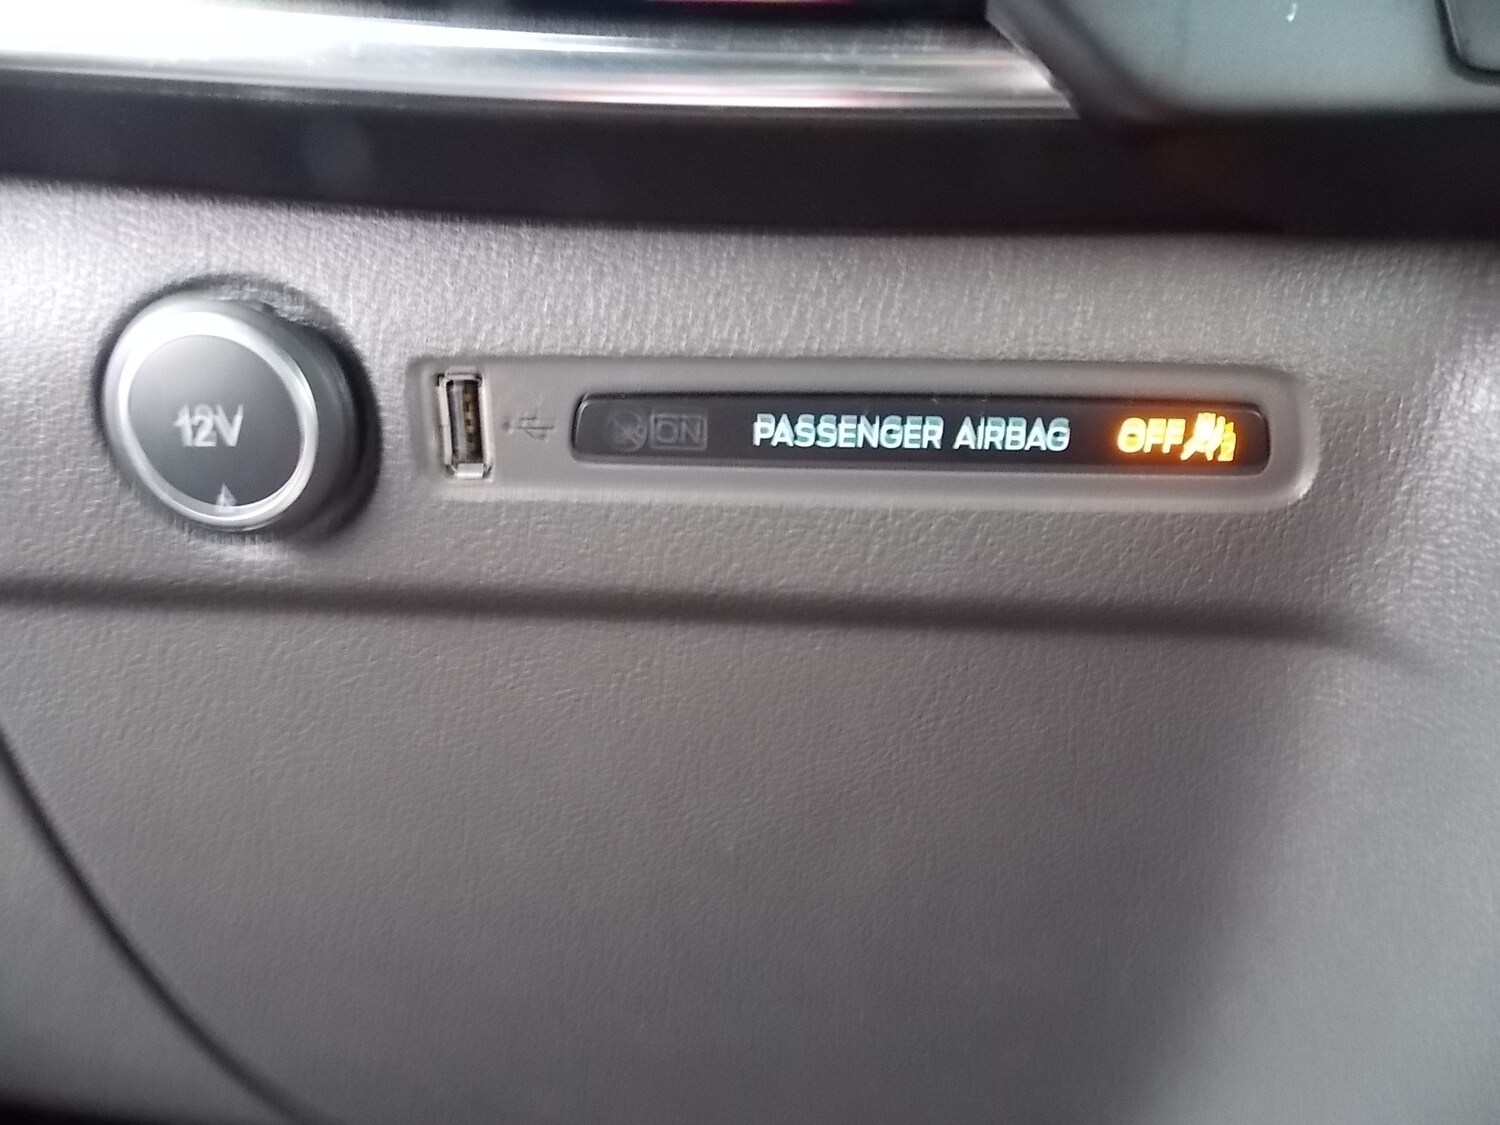 12V
ON PASSENGER AIRBAG OFF